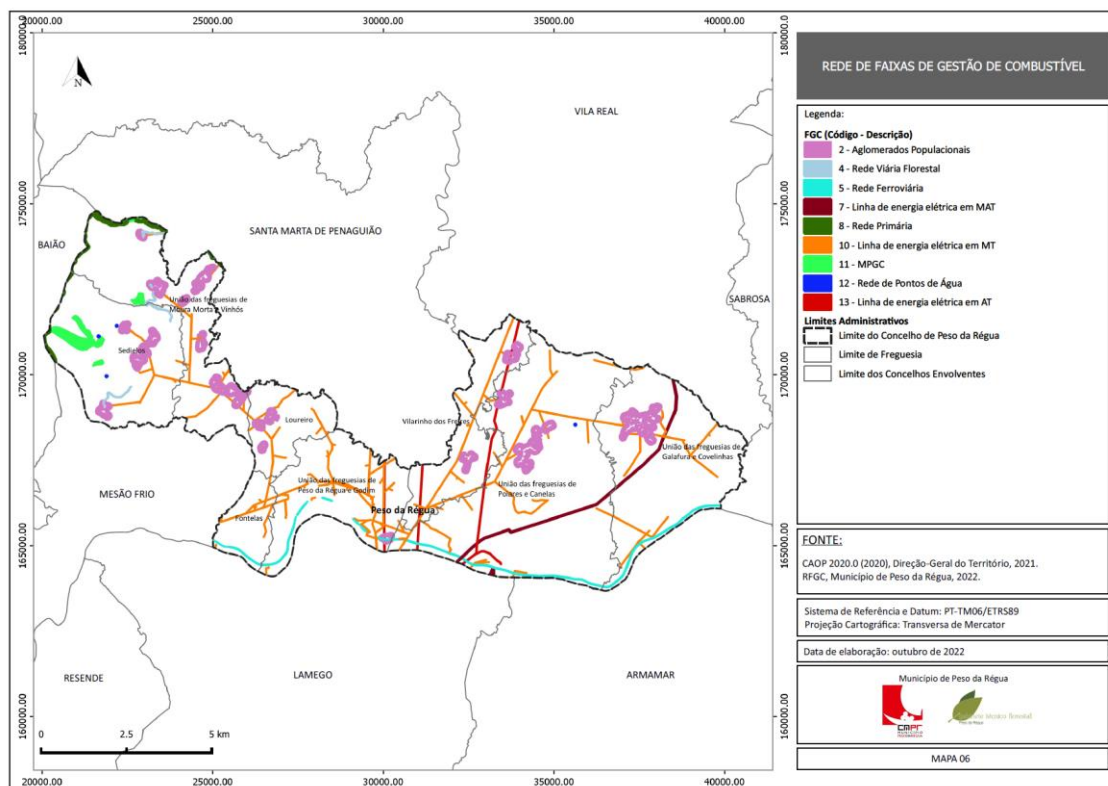 20000.00 25000.00 30000.00 35000.00 40000.00
180000.00 180000.00
175000.00 175000.00
170000.00 170000.00
165000.00 165000.00
160000.00 160000.00
N
VILA REAL
SANTA MARTA DE PENAGUIÃO
BAIÃO
SABROSA
União das freguesias de
Moura Morta e Vinhós
Sedielos
Loureiro
Vilarinho dos Freires
União das freguesias de
Galafura e Covelinhas
MESÃO FRIO
União das freguesias de
Peso da Régua e Godim
União das freguesias de
Poiares e Canelas
Fontelas
Peso da Régua
RESENDE
LAMEGO
ARMAMAR
0 2.5 5 km
20000.00 25000.00 30000.00 35000.00 40000.00
REDE DE FAIXAS DE GESTÃO DE COMBUSTÍVEL
Legenda:
FGC (Código - Descrição)
2 - Aglomerados Populacionais
4 - Rede Viária Florestal
5 - Rede Ferroviária
7 - Linha de energia elétrica em MAT
8 - Rede Primária
10 - Linha de energia elétrica em MT
11 - MPGC
12 - Rede de Pontos de Água
13 - Linha de energia elétrica em AT
Limites Administrativos
Limite do Concelho de Peso da Régua
Limite de Freguesia
Limite dos Concelhos Envolventes
FONTE:
CAOP 2020.0 (2020), Direção-Geral do Território, 2021.
RFGC, Município de Peso da Régua, 2022.
Sistema de Referência e Datum: PT-TM06/ETRS89
Projeção Cartográfica: Transversa de Mercator
Data de elaboração: outubro de 2022
Município de Peso da Régua
CMPR
técnico florestal
MAPA 06